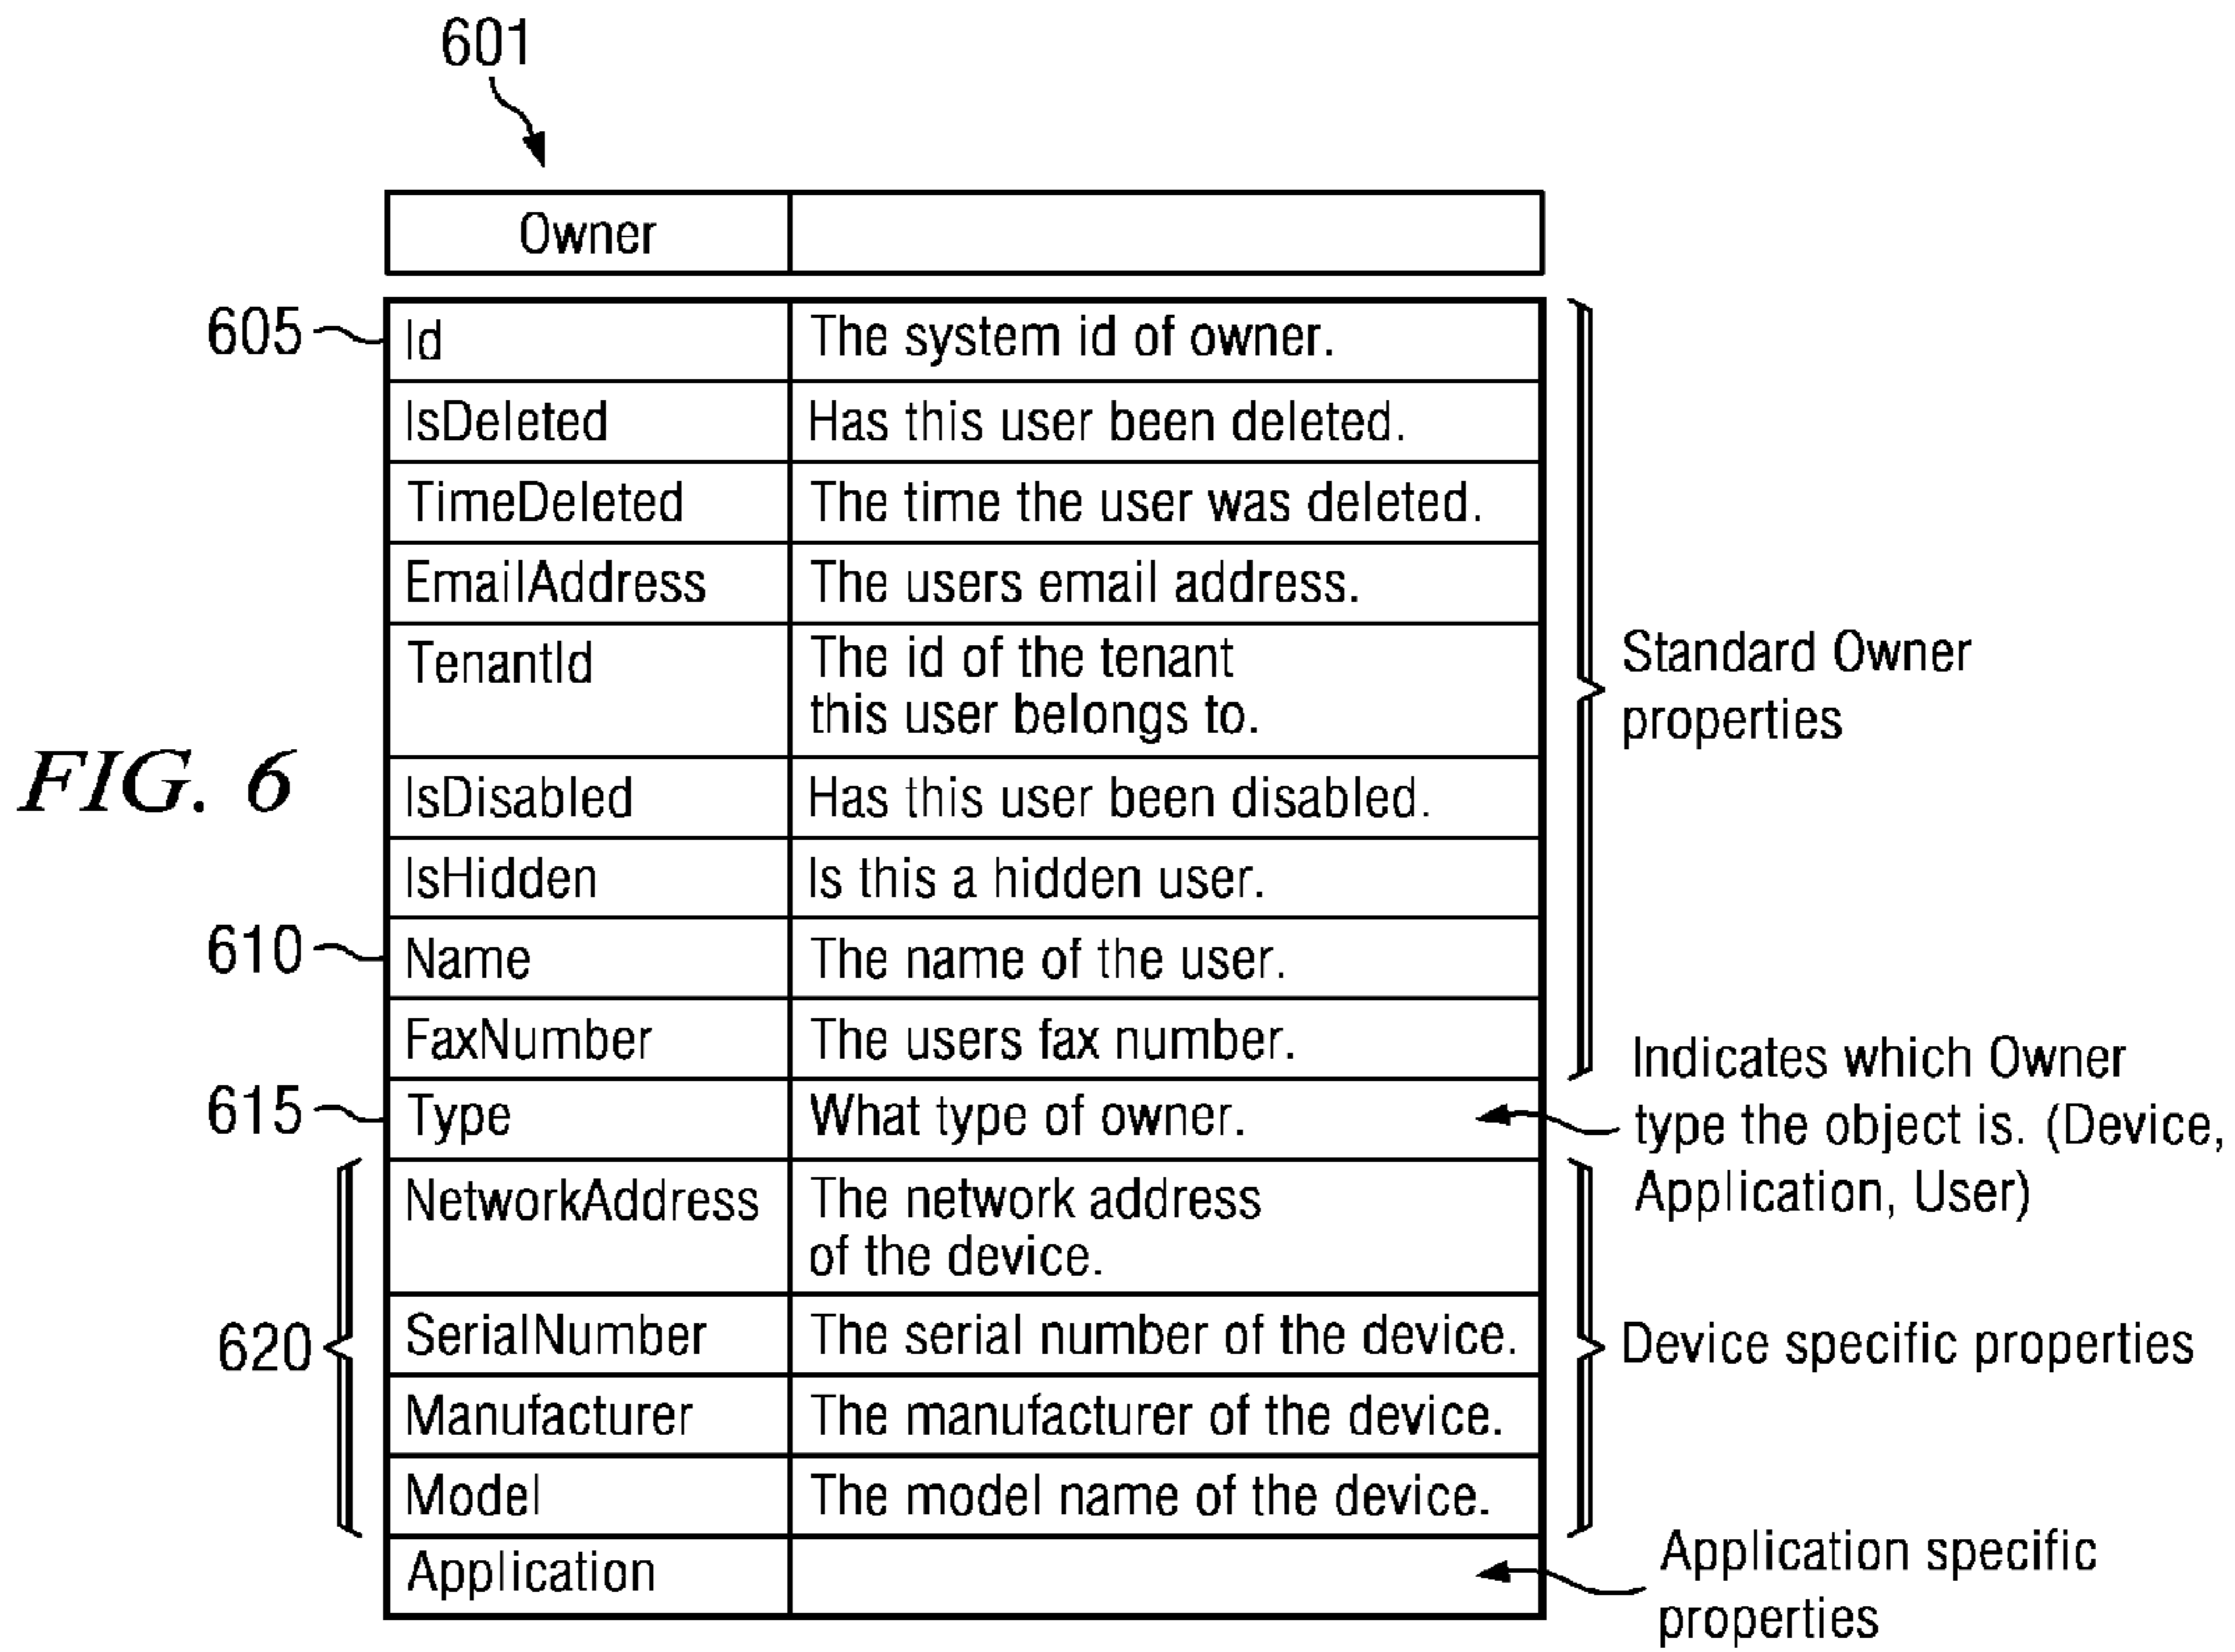 601
Owner
605
Id
The system id of owner.
IsDeleted
Has this user been deleted.
TimeDeleted
The time the user was deleted.
EmailAddress
The users email address.
TenantId
The id of the tenant
this user belongs to.
Standard Owner
properties
FIG. 6
IsDisabled
Has this user been disabled.
IsHidden
Is this a hidden user.
610
Name
The name of the user.
FaxNumber
The users fax number.
615
Type
What type of owner.
Indicates which Owner
type the object is. (Device,
Application, User)
NetworkAddress
The network address
of the device.
620
SerialNumber
The serial number of the device.
Device specific properties
Manufacturer
The manufacturer of the device.
Model
The model name of the device.
Application
Application specific
properties